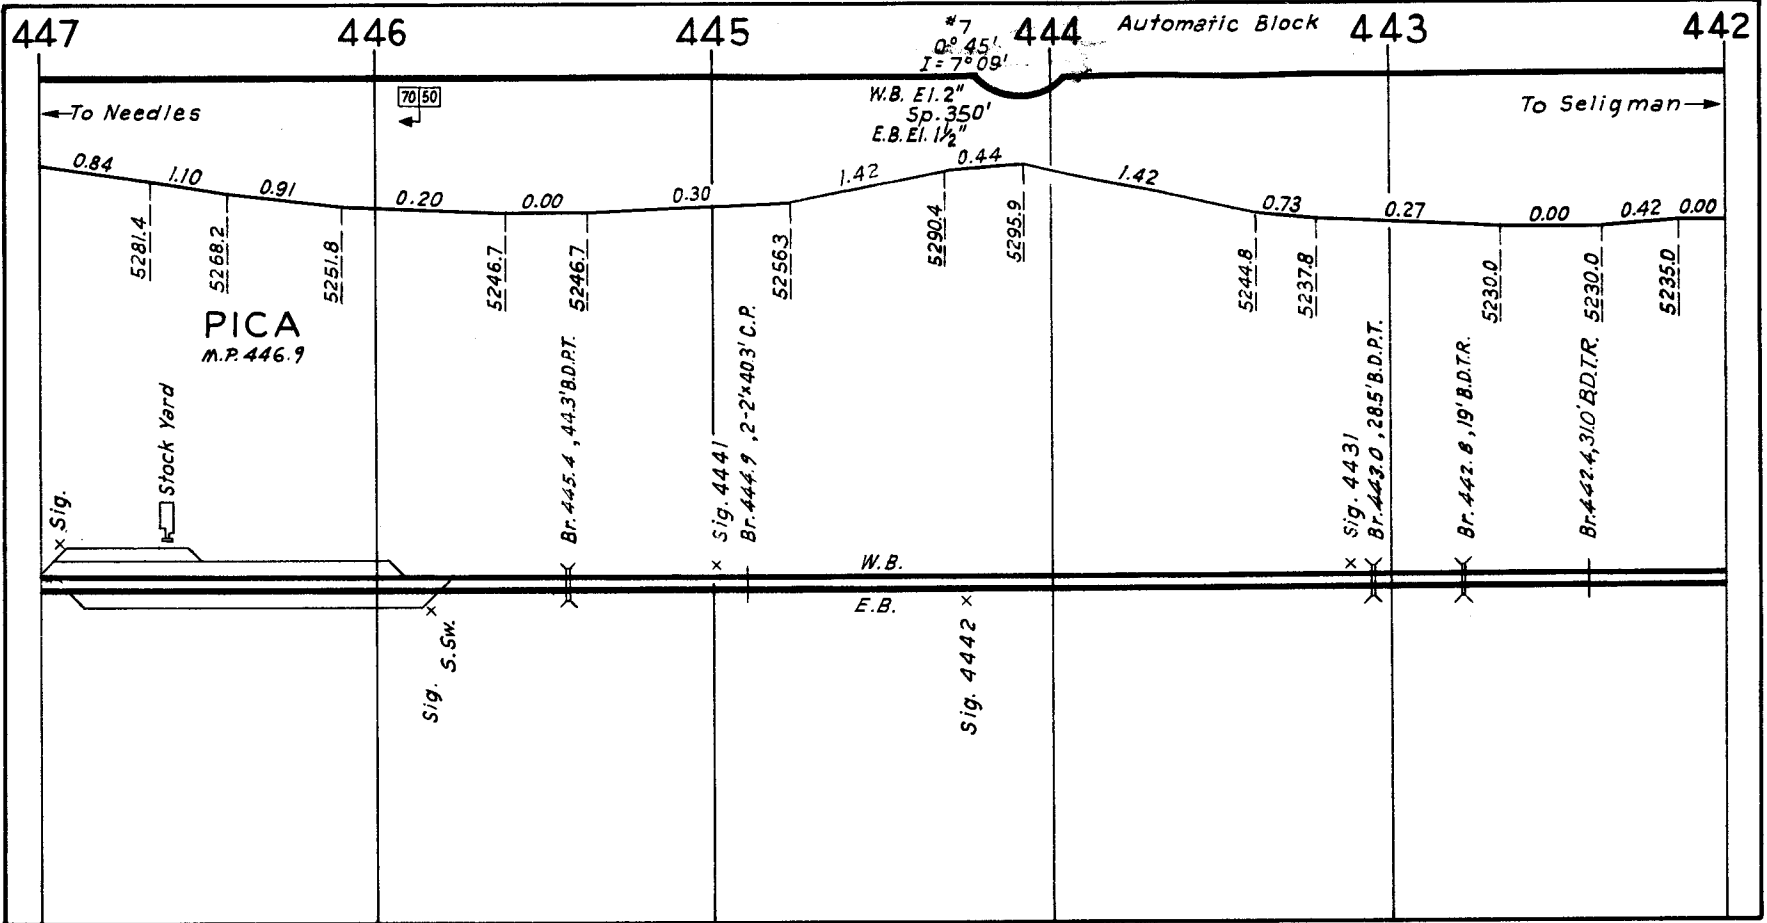 447
446
445
444
443
442
Automatic Block
#7
0° 45'
I = 7° 09'
W.B. El. 2"
Sp. 350'
E.B. El. 1½"
←To Needles
70 50
To Seligman→
0.84
1.10
0.91
0.20
0.00
0.30
1.42
0.44
1.42
0.73
0.27
0.00
0.42
0.00
5281.4
5268.2
5251.8
5246.7
5246.7
5256.3
5290.4
5295.9
5244.8
5237.8
5230.0
5230.0
5235.0
PICA
M.P. 446.9
Sig.
Stock Yard
Br. 445.4, 44.3' B.D.P.T.
Sig. 4441
Br. 444.9, 2-2'x40.3' C.P.
Sig. 4431
Br. 443.0, 28.5' B.D.P.T.
Br. 442.8, 19' B.D.T.R.
Br. 442.4, 31.0' B.D.T.R.
W.B.
E.B.
Sig.
S.Sw.
Sig. 4442